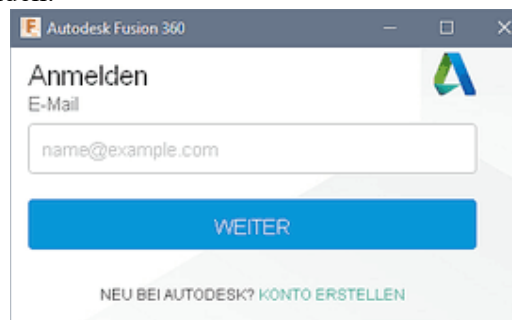 Autodesk Fusion 360
Anmelden
E-Mail
name@example.com
WEITER
NEU BEI AUTODESK? KONTO ERSTELLEN